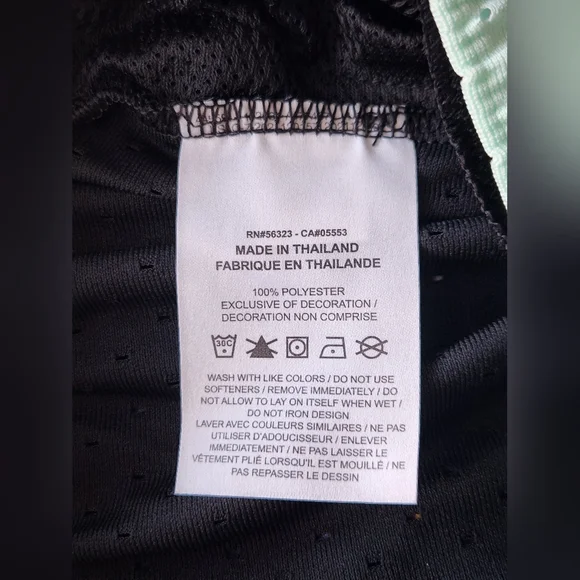 RN#56323 - CA#05553
MADE IN THAILAND
FABRIQUE EN THAILANDE
100% POLYESTER
EXCLUSIVE OF DECORATION /
DECORATION NON COMPRISE
30C
WASH WITH LIKE COLORS / DO NOT USE
SOFTENERS / REMOVE IMMEDIATELY / DO
NOT ALLOW TO LAY ON ITSELF WHEN WET /
DO NOT IRON DESIGN
LAVER AVEC COULEURS SIMILAIRES / NE PAS
UTILISER D'ADOUCISSEUR / ENLEVER
IMMÉDIATEMENT / NE PAS LAISSER LE
VÊTEMENT PLIÉ LORSQU'IL EST MOUILLÉ / NE
PAS REPASSER LE DESSIN